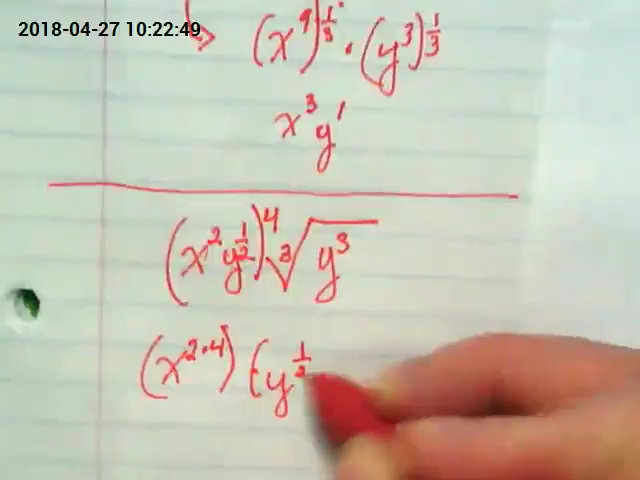 2018-04-27 10:22:49
(x⁹)^{1/3} · (y³)^{1/3}
x³y¹
(x²y^{1/2})⁴ ∛y³
(x^{2·4}) (y^{1/2}